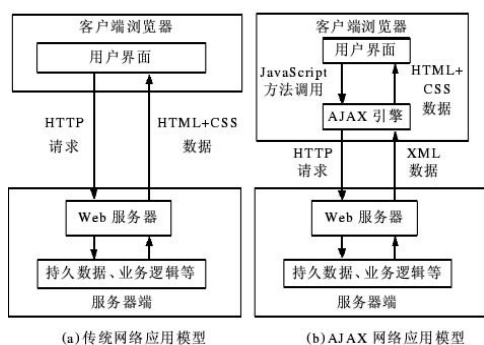 客户端浏览器
用户界面
HTTP
请求
HTML+CSS
数据
Web 服务器
持久数据、业务逻辑等
服务器端
(a)传统网络应用模型
客户端浏览器
用户界面
JavaScript
方法调用
HTML+
CSS
数据
AJAX 引擎
HTTP
请求
XML
数据
Web 服务器
持久数据、业务逻辑等
服务器端
(b)AJAX 网络应用模型